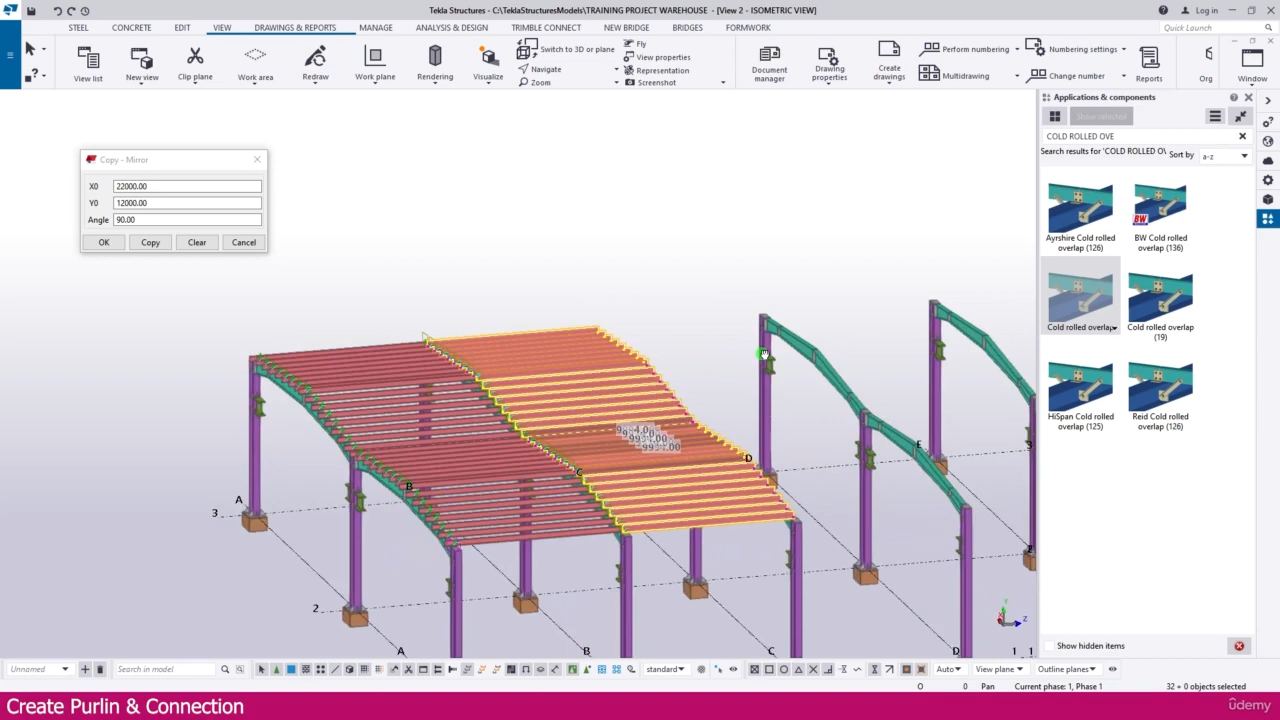 Tekla Structures - C:\TeklaStructuresModels\TRAINING PROJECT WAREHOUSE - [View 2 - ISOMETRIC VIEW]
Log in
STEEL CONCRETE EDIT VIEW DRAWINGS & REPORTS MANAGE ANALYSIS & DESIGN TRIMBLE CONNECT NEW BRIDGE BRIDGES FORMWORK
Quick Launch
View list
New view
Clip plane
Work area
Redraw
Work plane
Rendering
Visualize
Switch to 3D or plane
Navigate
Zoom
Fly
View properties
Representation
Screenshot
Document manager
Drawing properties
Create drawings
Perform numbering
Multidrawing
Numbering settings
Change number
Reports
Org
Window
Applications & components
Show selected
COLD ROLLED OVE
Search results for 'COLD ROLLED OV
Sort by
a-z
Ayrshire Cold rolled overlap (126)
BW Cold rolled overlap (136)
Cold rolled overlap
Cold rolled overlap (19)
HiSpan Cold rolled overlap (125)
Reid Cold rolled overlap (126)
Show hidden items
Copy - Mirror
X0 22000.00
Y0 12000.00
Angle 90.00
OK Copy Clear Cancel
A
3
B
C
D
E
3
2
A
B
C
D
1
1
Z
Unnamed
Search in model
standard
Auto
View plane
Outline planes
O 0 Pan Current phase: 1, Phase 1 32 + 0 objects selected
Create Purlin & Connection
ûdemy